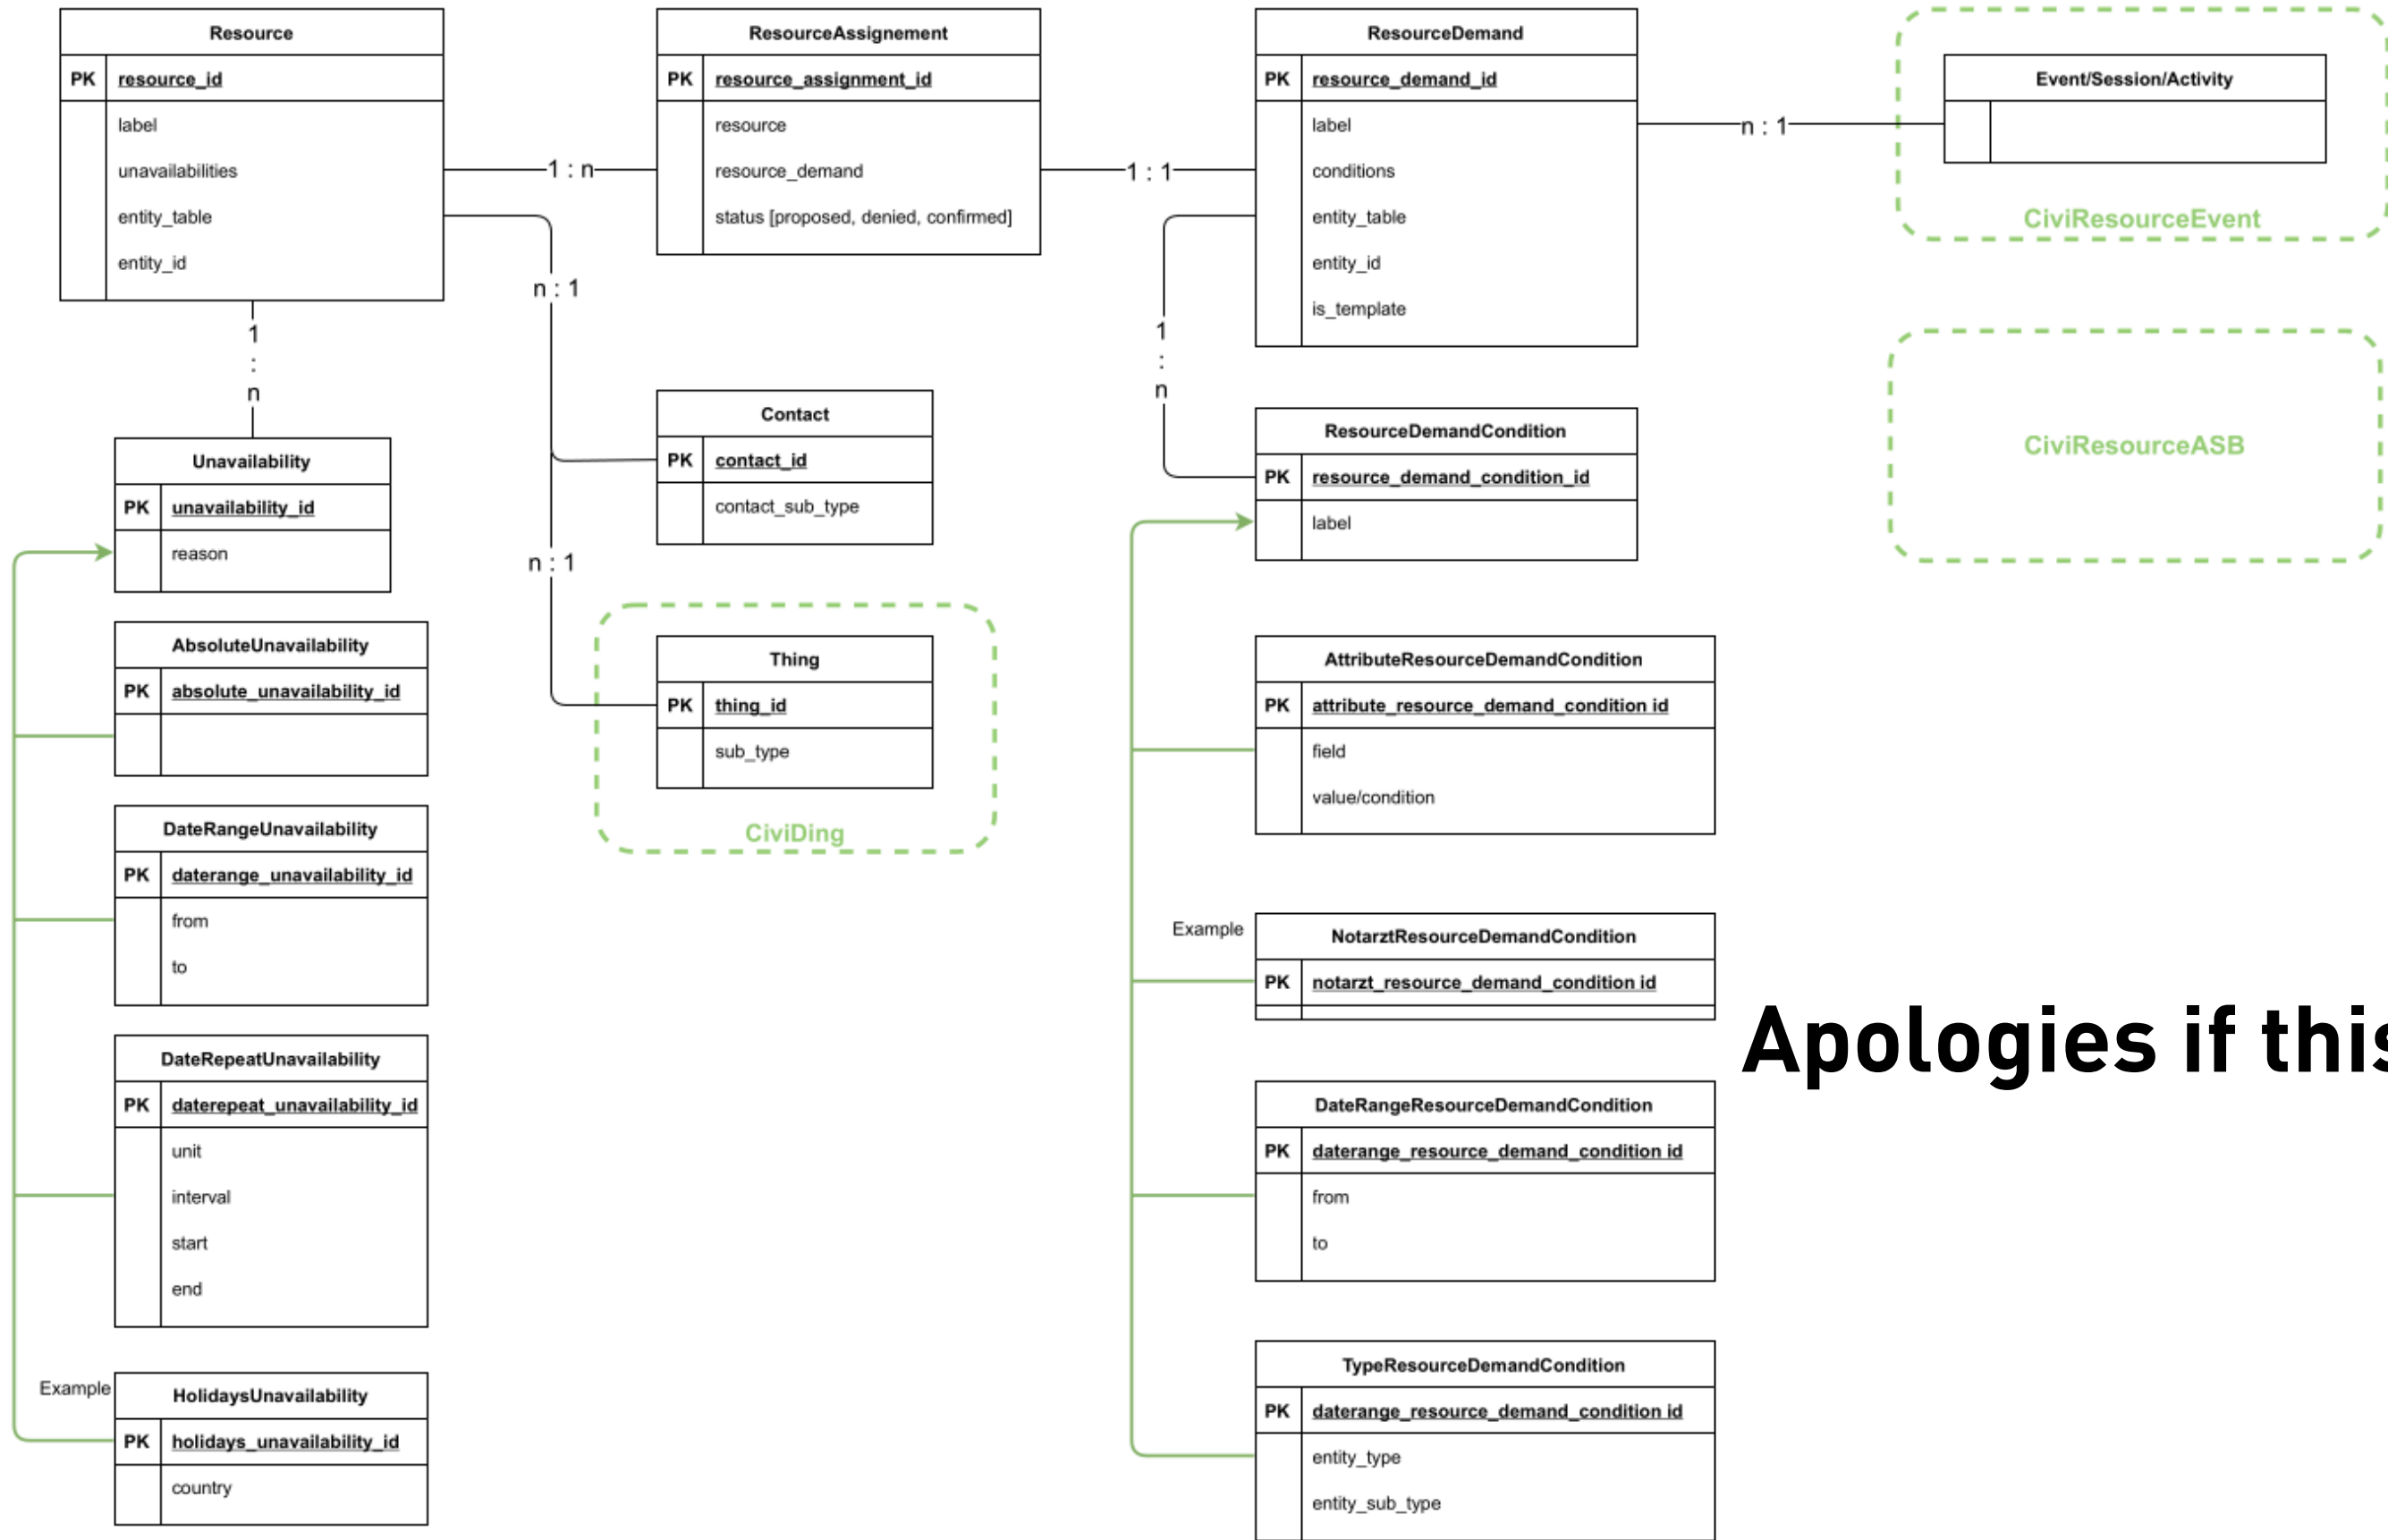 Resource
PK resource_id
label
unavailabilities
entity_table
entity_id
1 : n
ResourceAssignement
PK resource_assignment_id
resource
resource_demand
status [proposed, denied, confirmed]
1 : 1
ResourceDemand
PK resource_demand_id
label
conditions
entity_table
entity_id
is_template
n : 1
Event/Session/Activity
CiviResourceEvent
CiviResourceASB
1
:
n
n : 1
n : 1
1
:
n
Unavailability
PK unavailability_id
reason
AbsoluteUnavailability
PK absolute_unavailability_id
DateRangeUnavailability
PK daterange_unavailability_id
from
to
DateRepeatUnavailability
PK daterepeat_unavailability_id
unit
interval
start
end
Example
HolidaysUnavailability
PK holidays_unavailability_id
country
Contact
PK contact_id
contact_sub_type
Thing
PK thing_id
sub_type
CiviDing
ResourceDemandCondition
PK resource_demand_condition_id
label
AttributeResourceDemandCondition
PK attribute_resource_demand_condition id
field
value/condition
Example
NotarztResourceDemandCondition
PK notarzt_resource_demand_condition id
DateRangeResourceDemandCondition
PK daterange_resource_demand_condition id
from
to
TypeResourceDemandCondition
PK daterange_resource_demand_condition id
entity_type
entity_sub_type
Apologies if this